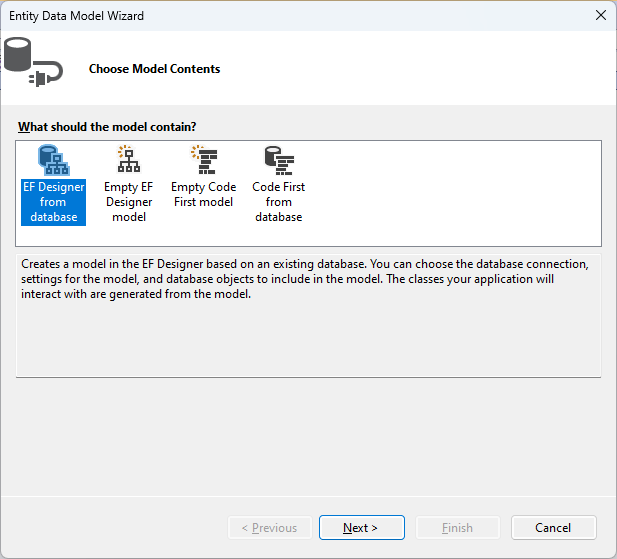 Entity Data Model Wizard
Choose Model Contents
What should the model contain?
EF Designer
from
database
Empty EF
Designer
model
Empty Code
First model
Code First
from
database
Creates a model in the EF Designer based on an existing database. You can choose the database connection,
settings for the model, and database objects to include in the model. The classes your application will
interact with are generated from the model.
< Previous
Next >
Finish
Cancel